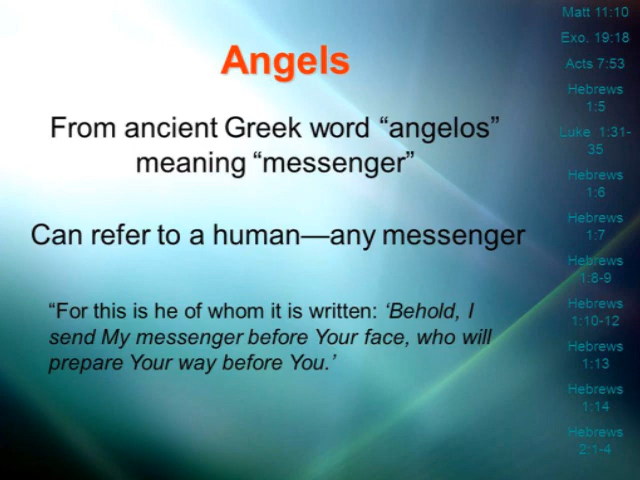 Angels
From ancient Greek word “angelos”
meaning “messenger”
Can refer to a human—any messenger
“For this is he of whom it is written: ‘Behold, I
send My messenger before Your face, who will
prepare Your way before You.’
Matt 11:10
Exo. 19:18
Acts 7:53
Hebrews
1:5
Luke 1:31-
35
Hebrews
1:6
Hebrews
1:7
Hebrews
1:8-9
Hebrews
1:10-12
Hebrews
1:13
Hebrews
1:14
Hebrews
2:1-4